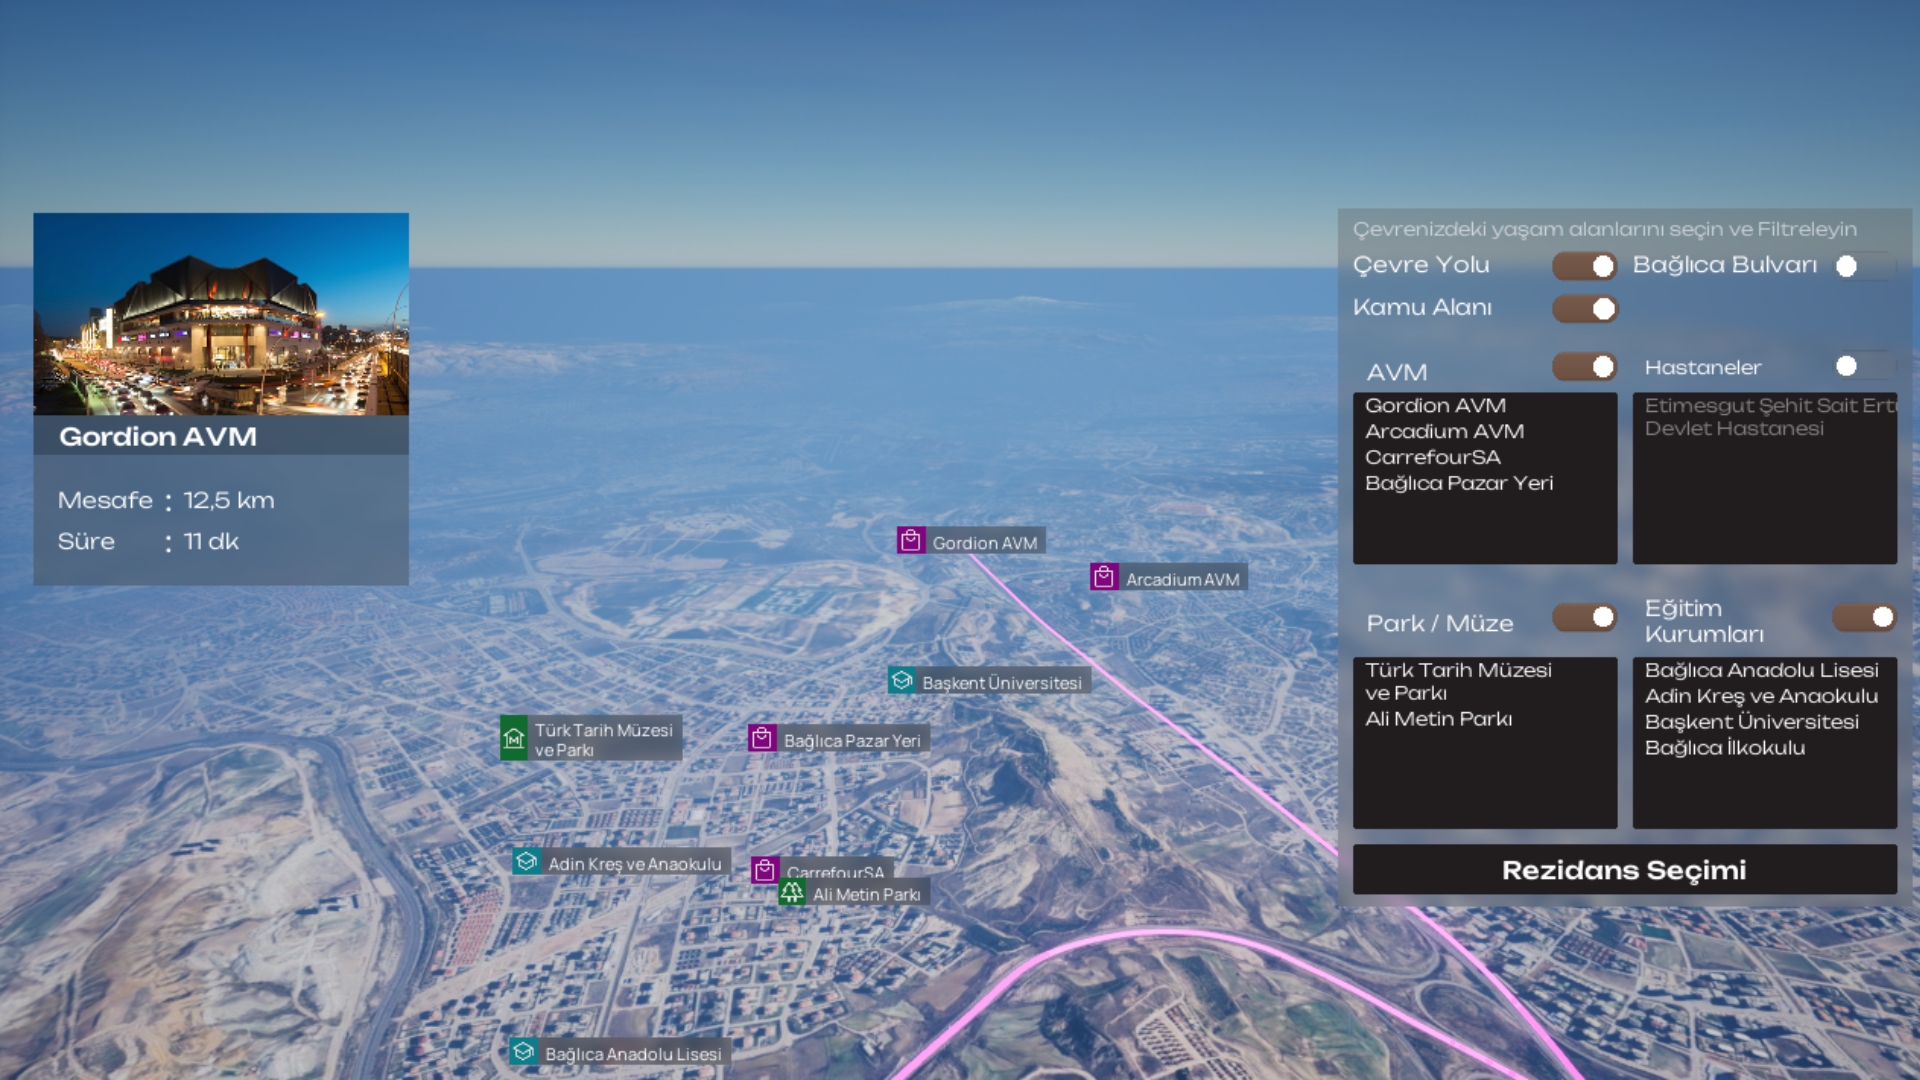 Gordion AVM
Mesafe : 12,5 km
Süre : 11 dk
Gordion AVM
Arcadium AVM
Başkent Üniversitesi
Türk Tarih Müzesi
ve Parkı
Bağlıca Pazar Yeri
Adin Kreş ve Anaokulu
CarrefourSA
Ali Metin Parkı
Bağlıca Anadolu Lisesi
Çevrenizdeki yaşam alanlarını seçin ve Filtreleyin
Çevre Yolu
Bağlıca Bulvarı
Kamu Alanı
AVM
Gordion AVM
Arcadium AVM
CarrefourSA
Bağlıca Pazar Yeri
Hastaneler
Etimesgut Şehit Sait
Devlet Hastanesi
Park / Müze
Türk Tarih Müzesi
ve Parkı
Ali Metin Parkı
Eğitim
Kurumları
Bağlıca Anadolu Lisesi
Adin Kreş ve Anaokulu
Başkent Üniversitesi
Bağlıca İlkokulu
Rezidans Seçimi